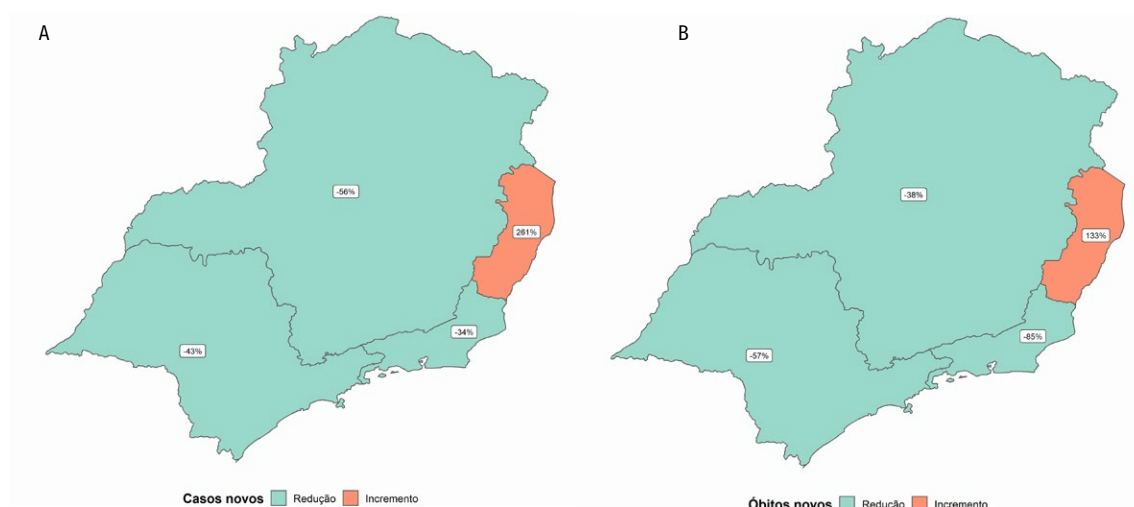 A
B
-56%
261%
-34%
-43%
Casos novos Redução Incremento
-38%
133%
-85%
-57%
Óbitos novos Redução Incremento